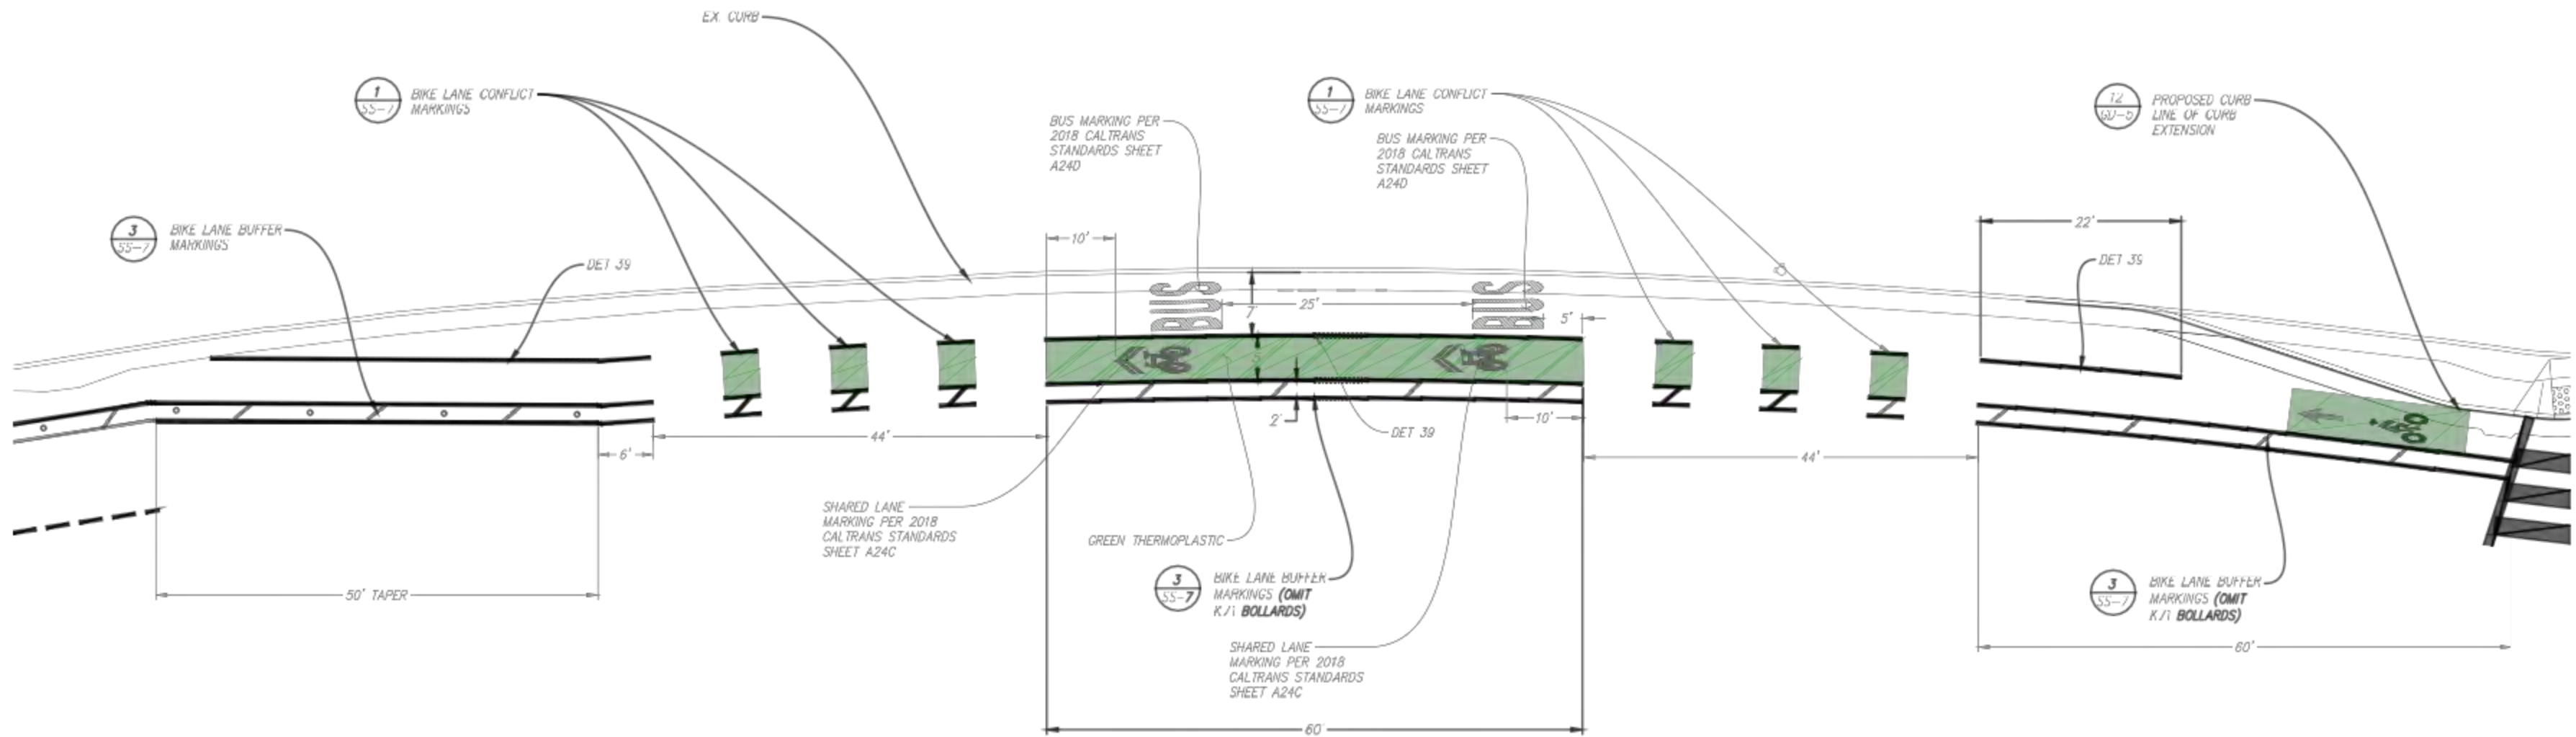 EX. CURB
1
SS-7
BIKE LANE CONFLICT
MARKINGS
1
SS-7
BIKE LANE CONFLICT
MARKINGS
12
GD-6
PROPOSED CURB
LINE OF CURB
EXTENSION
BUS MARKING PER
2018 CALTRANS
STANDARDS SHEET
A24D
BUS MARKING PER
2018 CALTRANS
STANDARDS SHEET
A24D
3
SS-7
BIKE LANE BUFFER
MARKINGS
DET 39
10'
22'
DET 39
BUS
25'
7'
BUS
5'
2'
10'
DET 39
6'
44'
44'
SHARED LANE
MARKING PER 2018
CALTRANS STANDARDS
SHEET A24C
GREEN THERMOPLASTIC
3
SS-7
BIKE LANE BUFFER
MARKINGS (OMIT
K71 BOLLARDS)
3
SS-7
BIKE LANE BUFFER
MARKINGS (OMIT
K71 BOLLARDS)
50' TAPER
SHARED LANE
MARKING PER 2018
CALTRANS STANDARDS
SHEET A24C
60'
60'